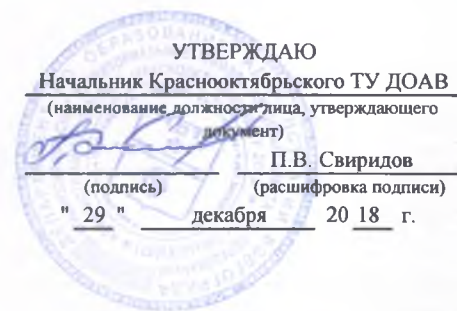 УТВЕРЖДАЮ
Начальник Краснооктябрьского ТУ ДОАВ
(наименование должности лица, утверждающего
документ)
П.В. Свиридов
(подпись) (расшифровка подписи)
" 29 " декабря 20 18 г.